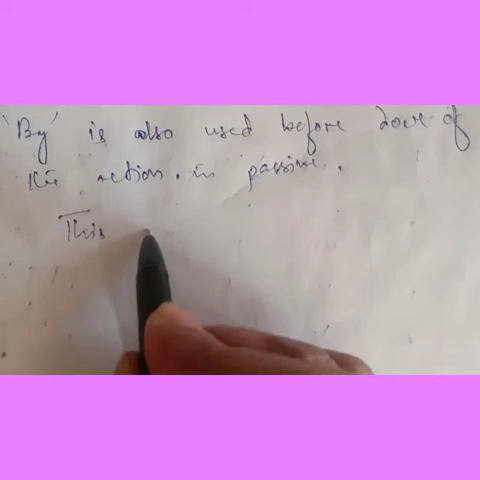 'By' is also used before doer of
the action. in passive.
This